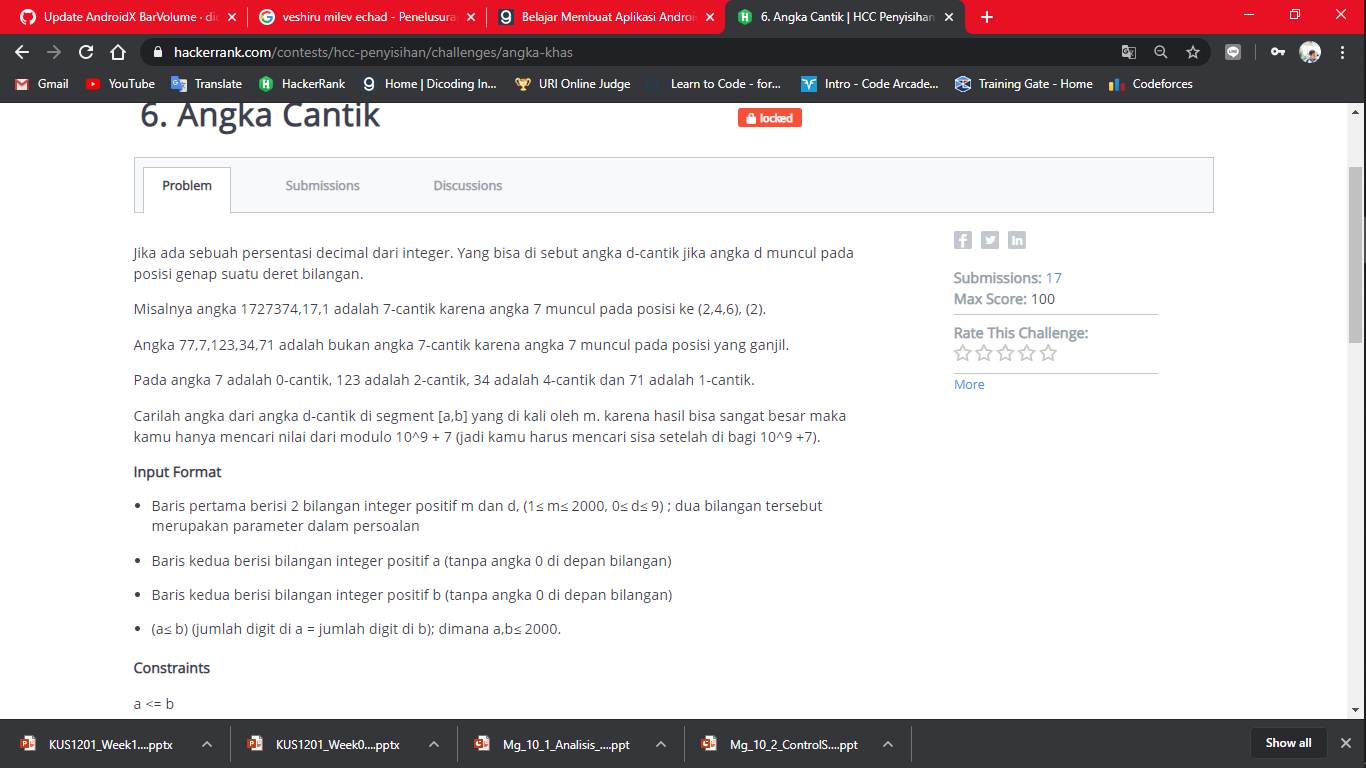 Update AndroidX BarVolume · dic
veshiru milev echad - Penelusura
Belajar Membuat Aplikasi Androi
6. Angka Cantik | HCC Penyisihan
hackerrank.com/contests/hcc-penyisihan/challenges/angka-khas
Gmail YouTube Translate HackerRank Home | Dicoding In... URI Online Judge Learn to Code - for... Intro - Code Arcade... Training Gate - Home Codeforces
6. Angka Cantik
locked
Problem Submissions Discussions
Jika ada sebuah persentasi decimal dari integer. Yang bisa di sebut angka d-cantik jika angka d muncul pada
posisi genap suatu deret bilangan.
Misalnya angka 1727374,17,1 adalah 7-cantik karena angka 7 muncul pada posisi ke (2,4,6), (2).
Angka 77,7,123,34,71 adalah bukan angka 7-cantik karena angka 7 muncul pada posisi yang ganjil.
Pada angka 7 adalah 0-cantik, 123 adalah 2-cantik, 34 adalah 4-cantik dan 71 adalah 1-cantik.
Carilah angka dari angka d-cantik di segment [a,b] yang di kali oleh m. karena hasil bisa sangat besar maka
kamu hanya mencari nilai dari modulo 10^9 + 7 (jadi kamu harus mencari sisa setelah di bagi 10^9 +7).
Input Format
• Baris pertama berisi 2 bilangan integer positif m dan d, (1≤ m≤ 2000, 0≤ d≤ 9) ; dua bilangan tersebut
merupakan parameter dalam persoalan
• Baris kedua berisi bilangan integer positif a (tanpa angka 0 di depan bilangan)
• Baris kedua berisi bilangan integer positif b (tanpa angka 0 di depan bilangan)
• (a≤ b) (jumlah digit di a = jumlah digit di b); dimana a,b≤ 2000.
Constraints
a <= b
Submissions: 17
Max Score: 100
Rate This Challenge:
More
KUS1201_Week1....pptx KUS1201_Week0....pptx Mg_10_1_Analisis_....ppt Mg_10_2_ControlS....ppt Show all